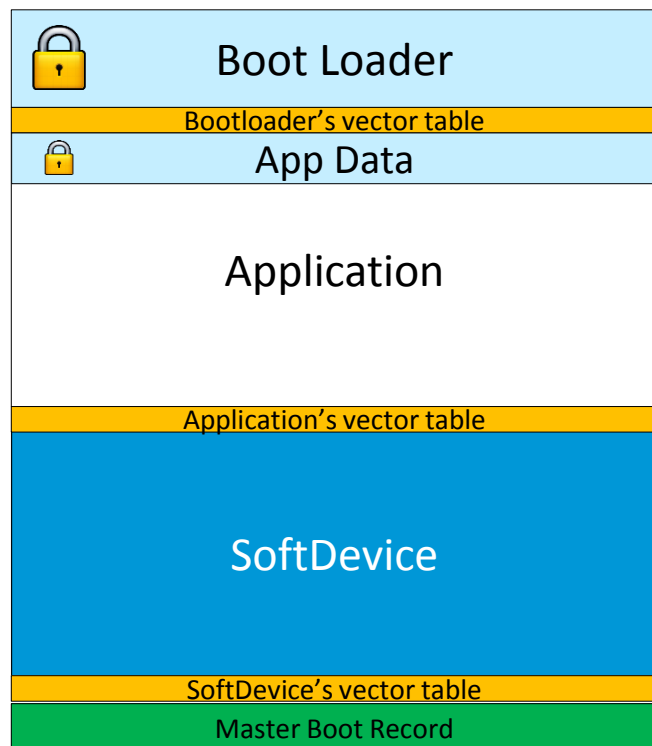 Boot Loader
Bootloader's vector table
App Data
Application
Application's vector table
SoftDevice
SoftDevice's vector table
Master Boot Record